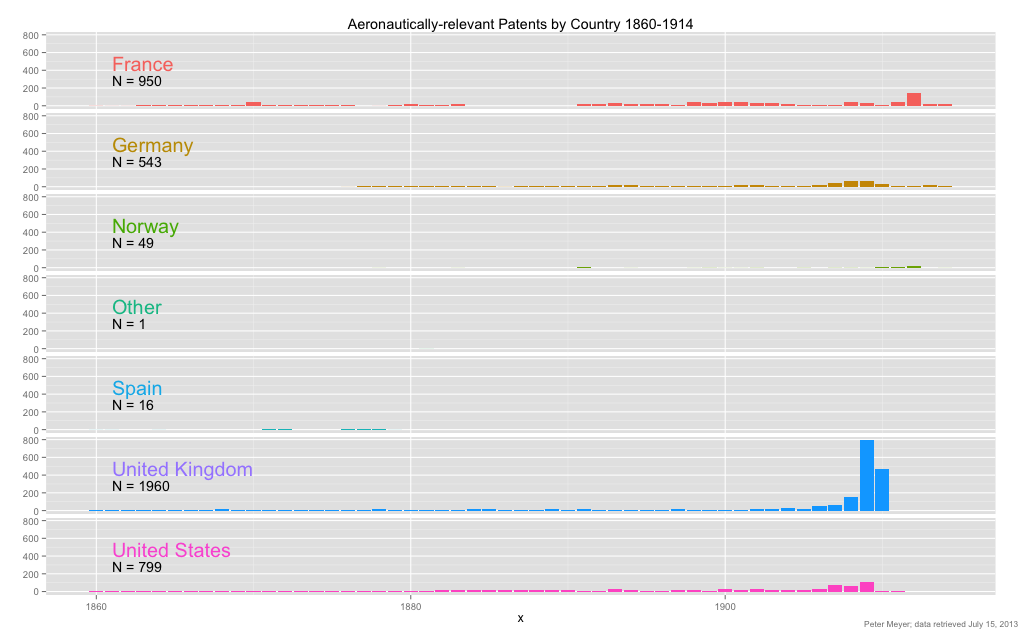 Aeronautically-relevant Patents by Country 1860-1914
800
600
400
200
0
France
N = 950
800
600
400
200
0
Germany
N = 543
800
600
400
200
0
Norway
N = 49
800
600
400
200
0
Other
N = 1
800
600
400
200
0
Spain
N = 16
800
600
400
200
0
United Kingdom
N = 1960
800
600
400
200
0
United States
N = 799
1860 1880 1900
x
Peter Meyer; data retrieved July 15, 2013